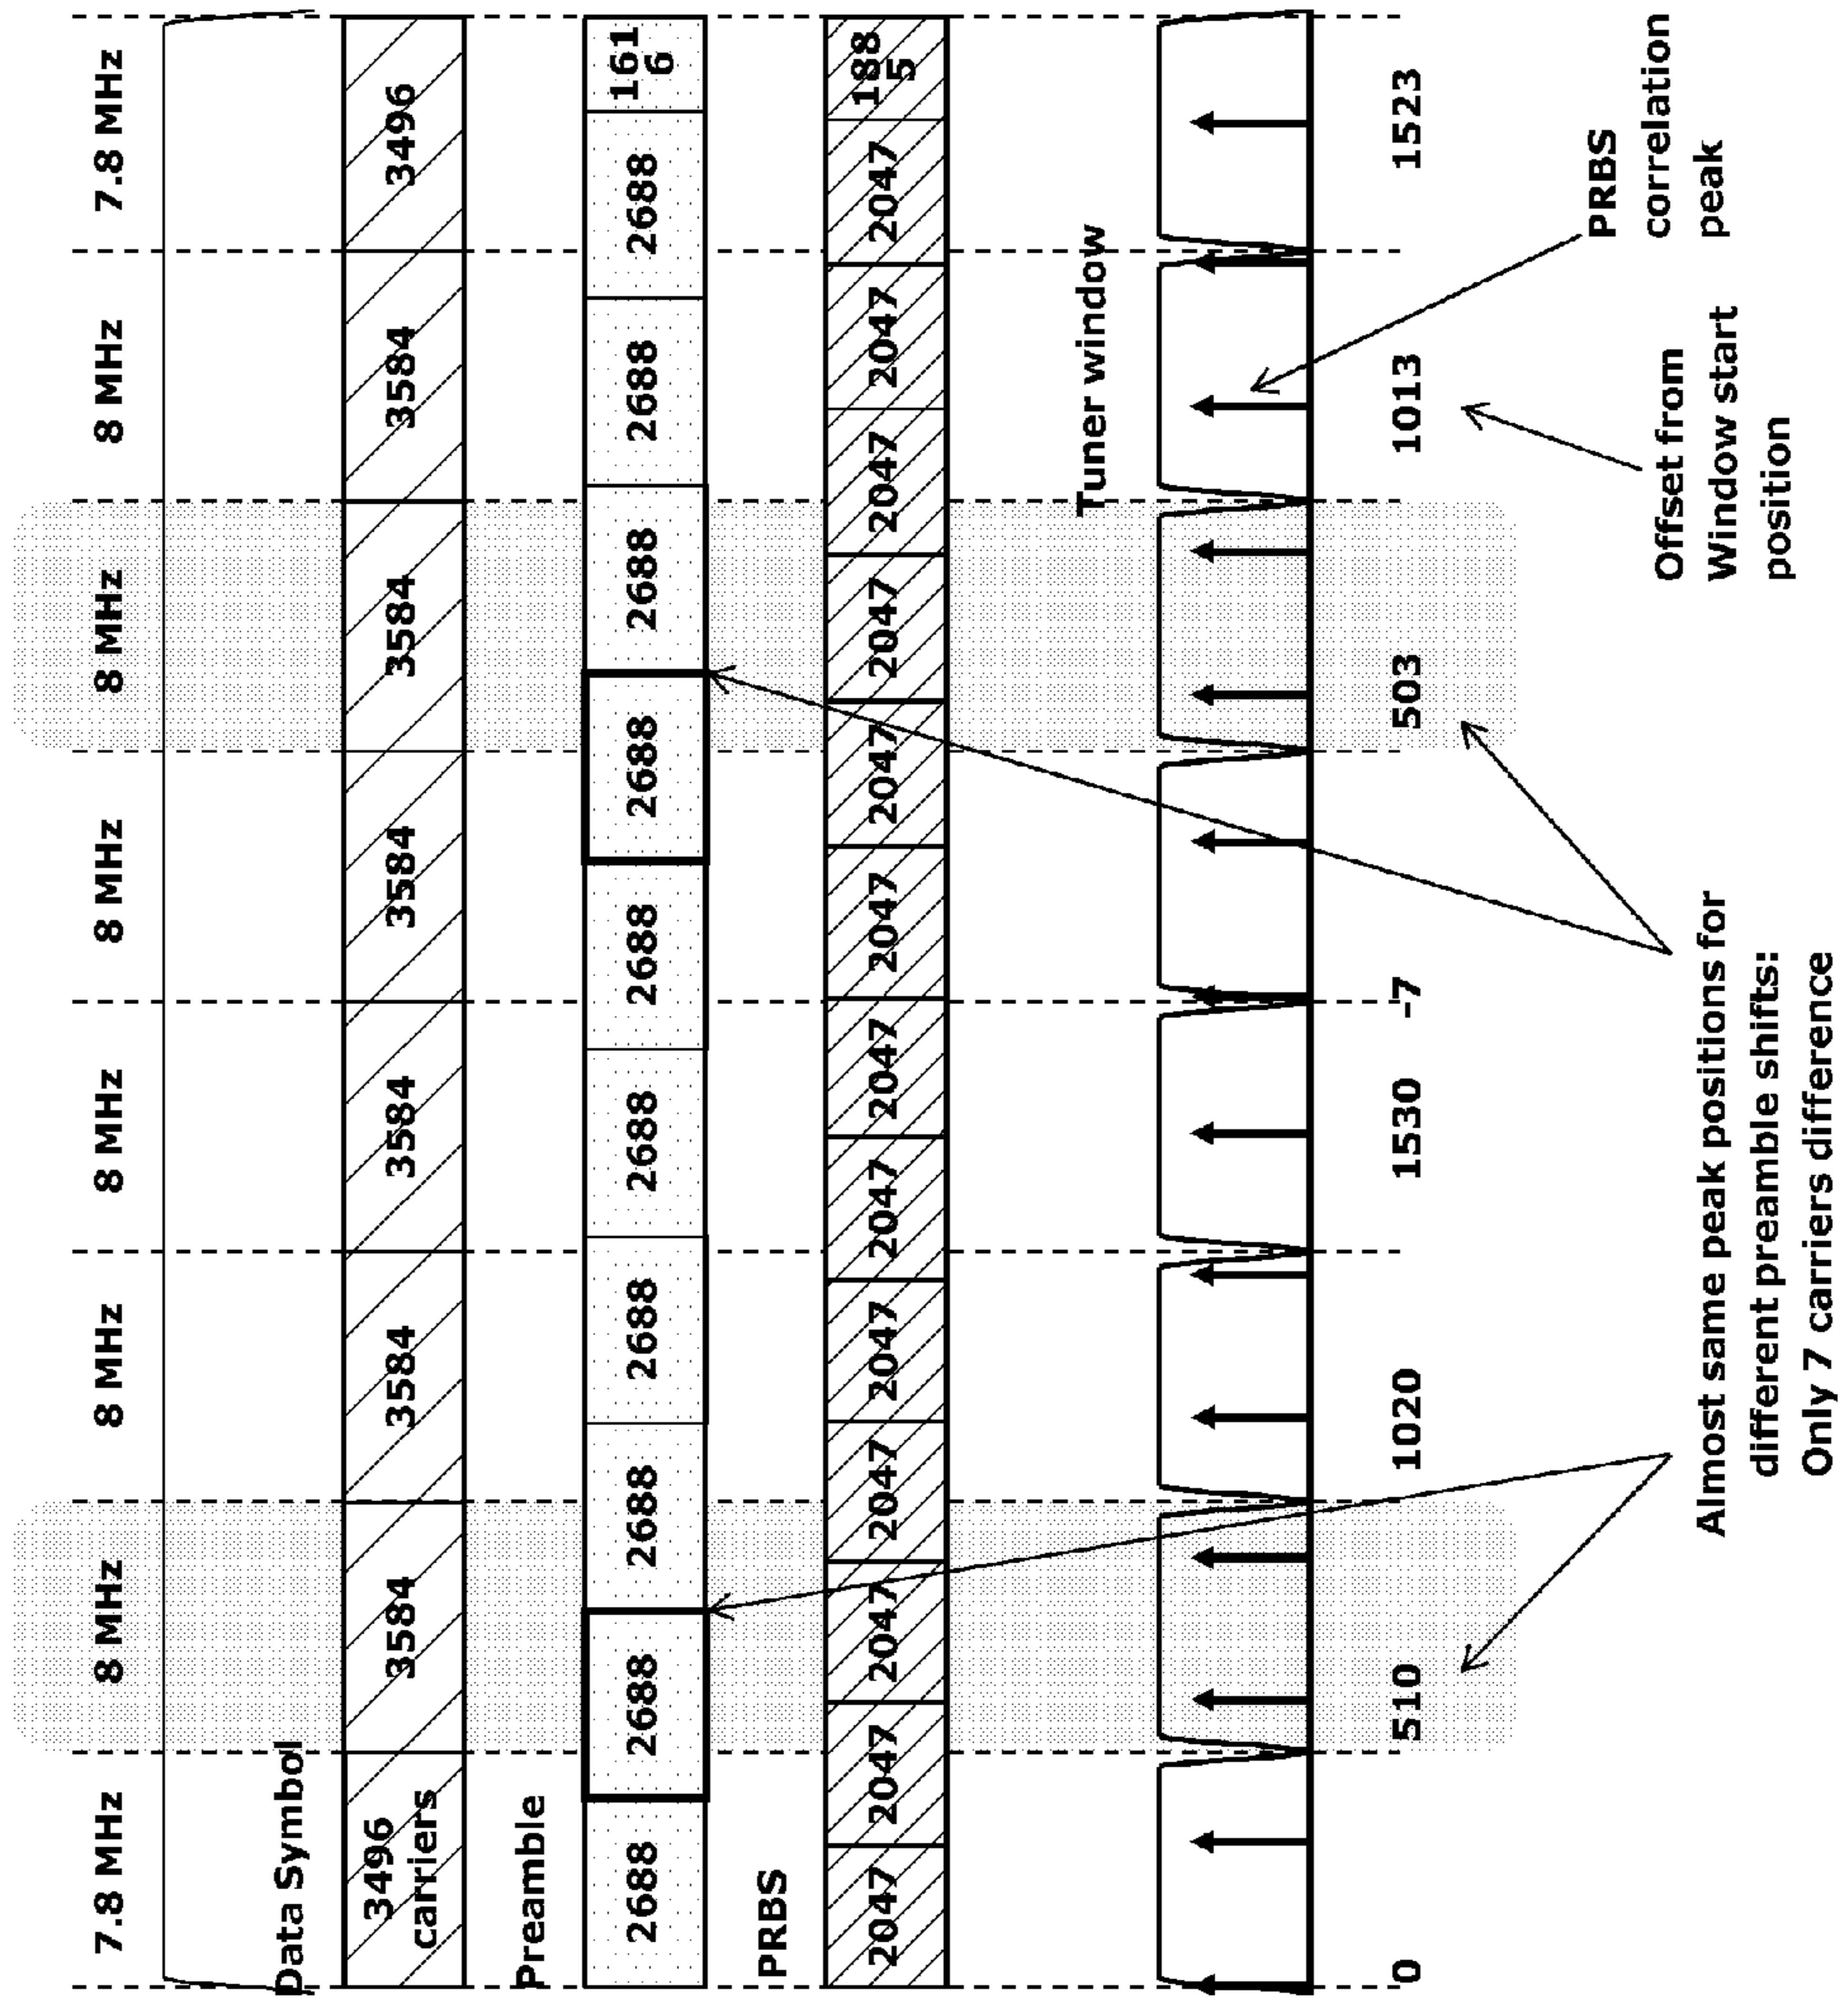 7.8 MHz
8 MHz
8 MHz
8 MHz
8 MHz
8 MHz
8 MHz
7.8 MHz
Data Symbol
3496
carriers
3584
3584
3584
3584
3584
3584
3496
Preamble
2688
2688
2688
2688
2688
2688
2688
2688
2688
2688
161
6
PRBS
2047
2047
2047
2047
2047
2047
2047
2047
2047
2047
2047
2047
2047
188
5
Tuner window
0
510
1020
1530
-7
503
1013
1523
Almost same peak positions for
different preamble shifts:
Only 7 carriers difference
Offset from
Window start
position
PRBS
correlation
peak